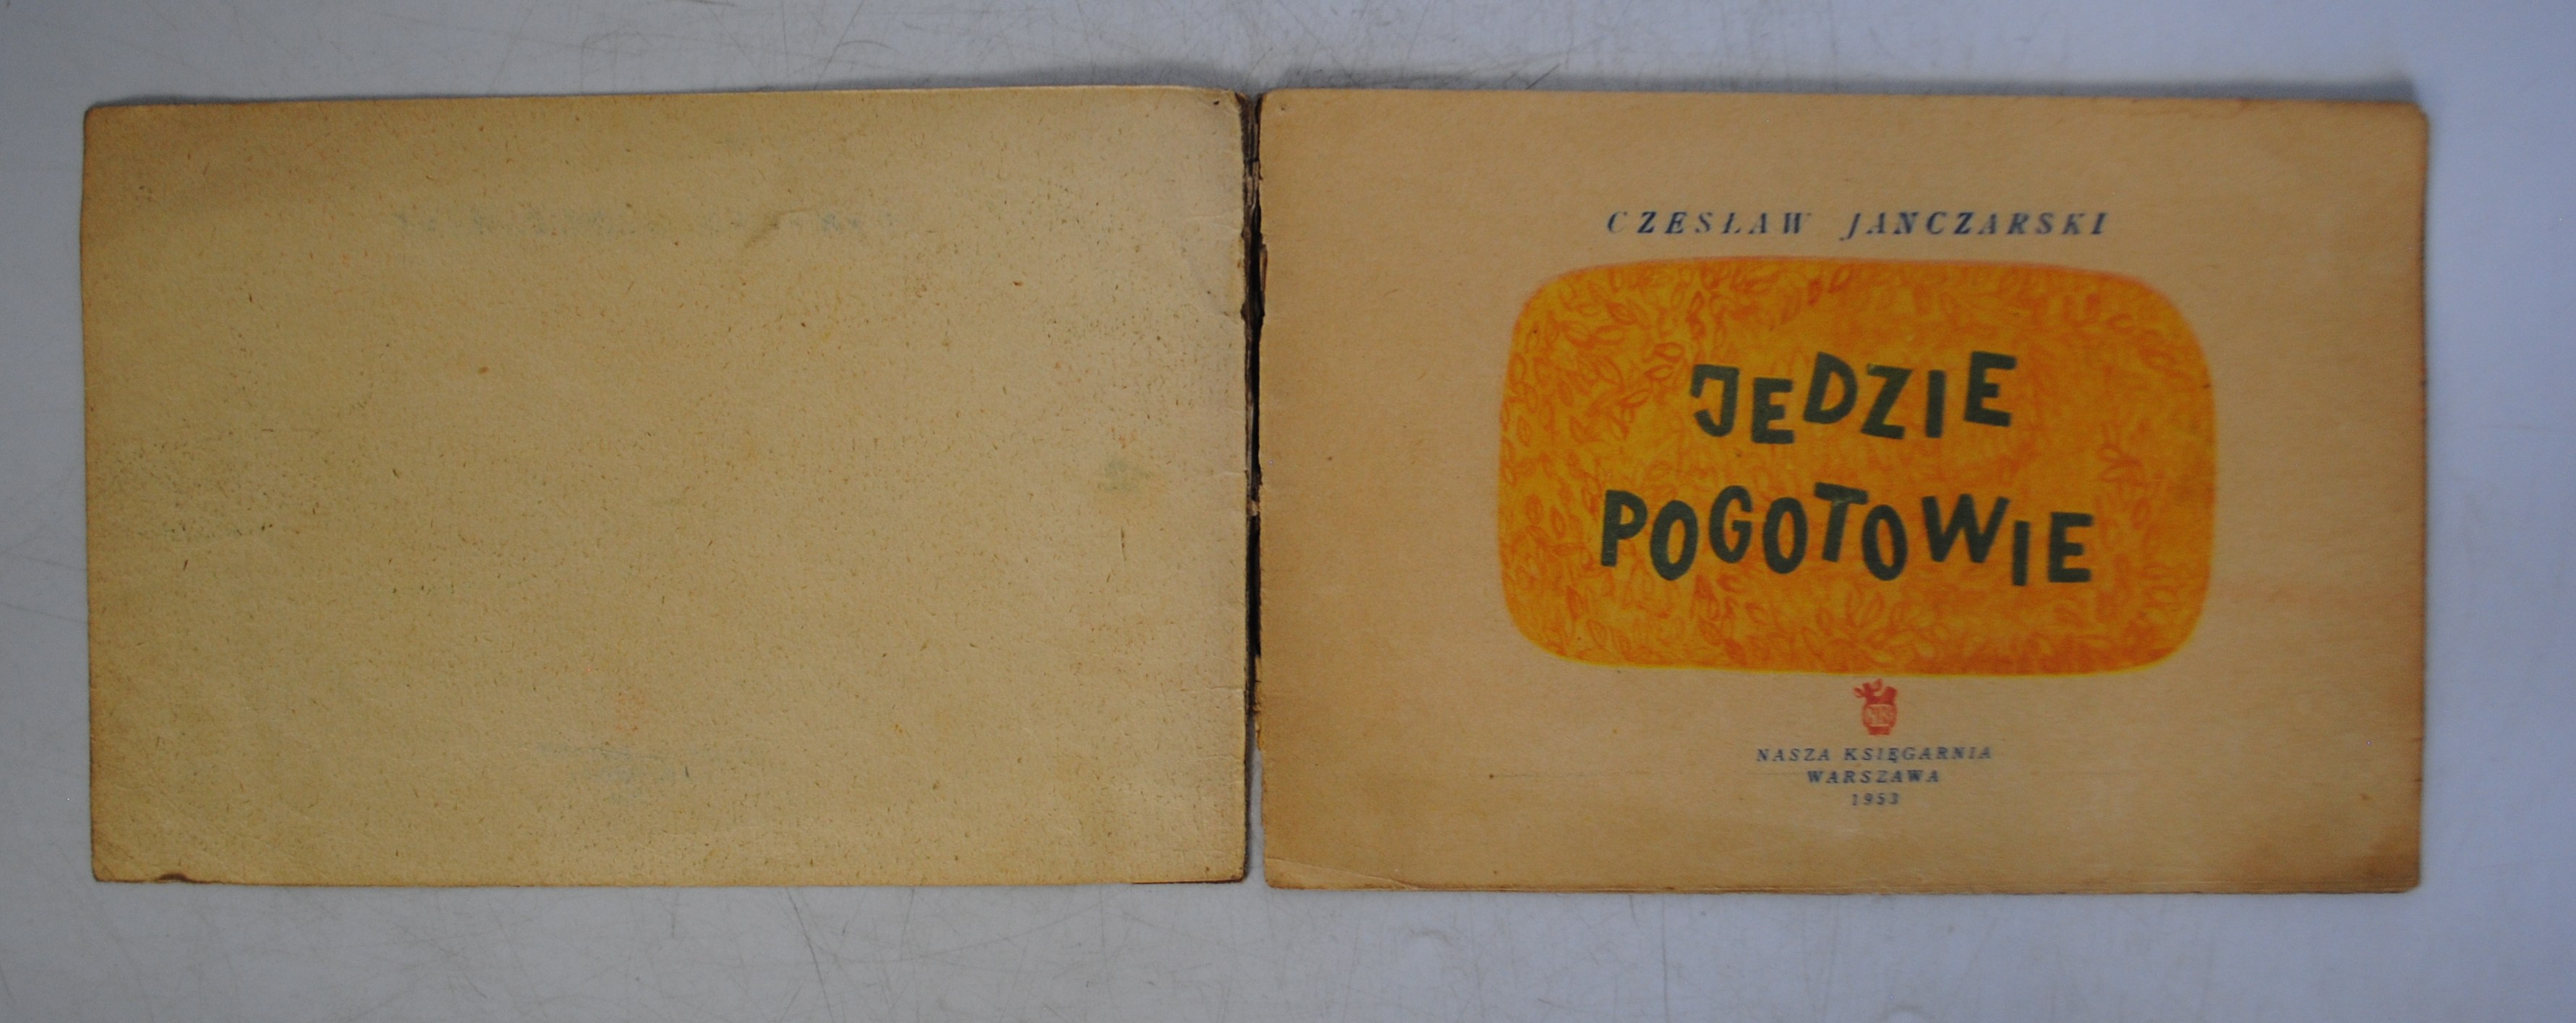 CZESŁAW JANCZARSKI
JEDZIE
POGOTOWIE
NASZA KSIĘGARNIA
WARSZAWA
1953